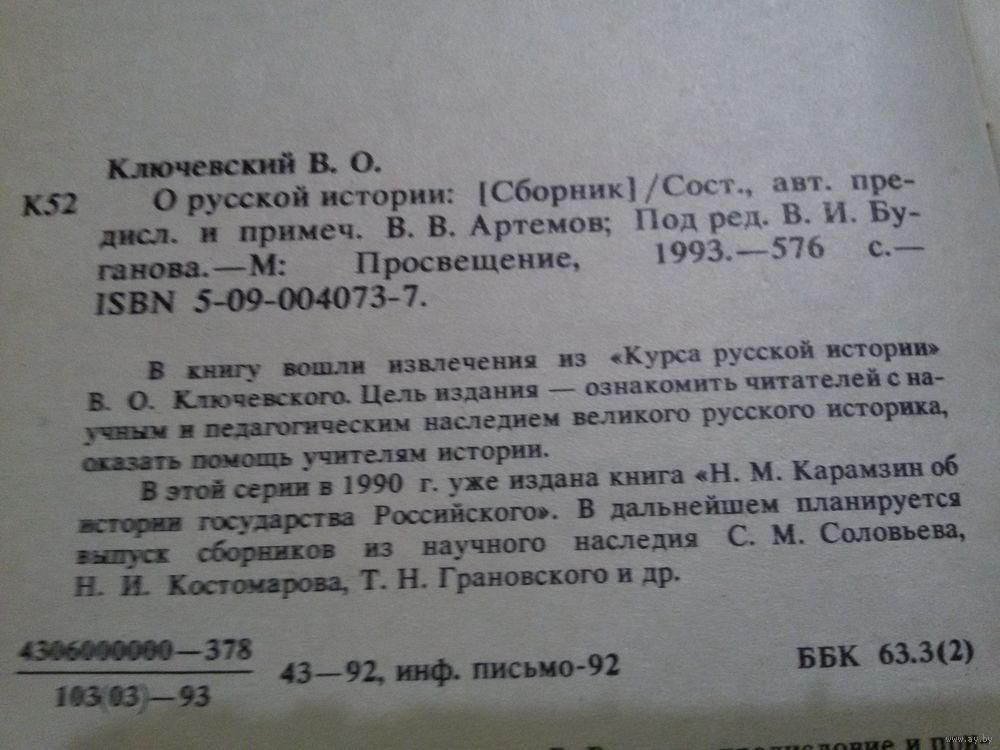 Ключевский В. О.
К52 О русской истории: [Сборник]/Сост., авт. пре-
дисл. и примеч. В. В. Артемов; Под ред. В. И. Бу-
ганова.—М: Просвещение, 1993.—576 с.—
ISBN 5-09-004073-7.
В книгу вошли извлечения из «Курса русской истории»
В. О. Ключевского. Цель издания — ознакомить читателей с на-
учным и педагогическим наследием великого русского историка,
оказать помощь учителям истории.
В этой серии в 1990 г. уже издана книга «Н. М. Карамзин об
истории государства Российского». В дальнейшем планируется
выпуск сборников из научного наследия С. М. Соловьева,
Н. И. Костомарова, Т. Н. Грановского и др.
4306000000—378
103(03)—93
43—92, инф. письмо-92
ББК 63.3(2)
www.ay.by